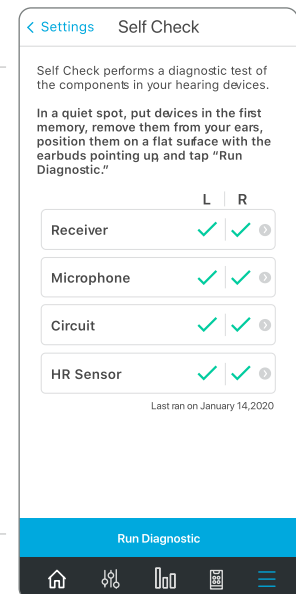 Settings Self Check
Self Check performs a diagnostic test of
the components in your hearing devices.
In a quiet spot, put devices in the first
memory, remove them from your ears,
position them on a flat surface with the
earbuds pointing up, and tap “Run
Diagnostic.”
L R
Receiver
Microphone
Circuit
HR Sensor
Last ran on January 14,2020
Run Diagnostic